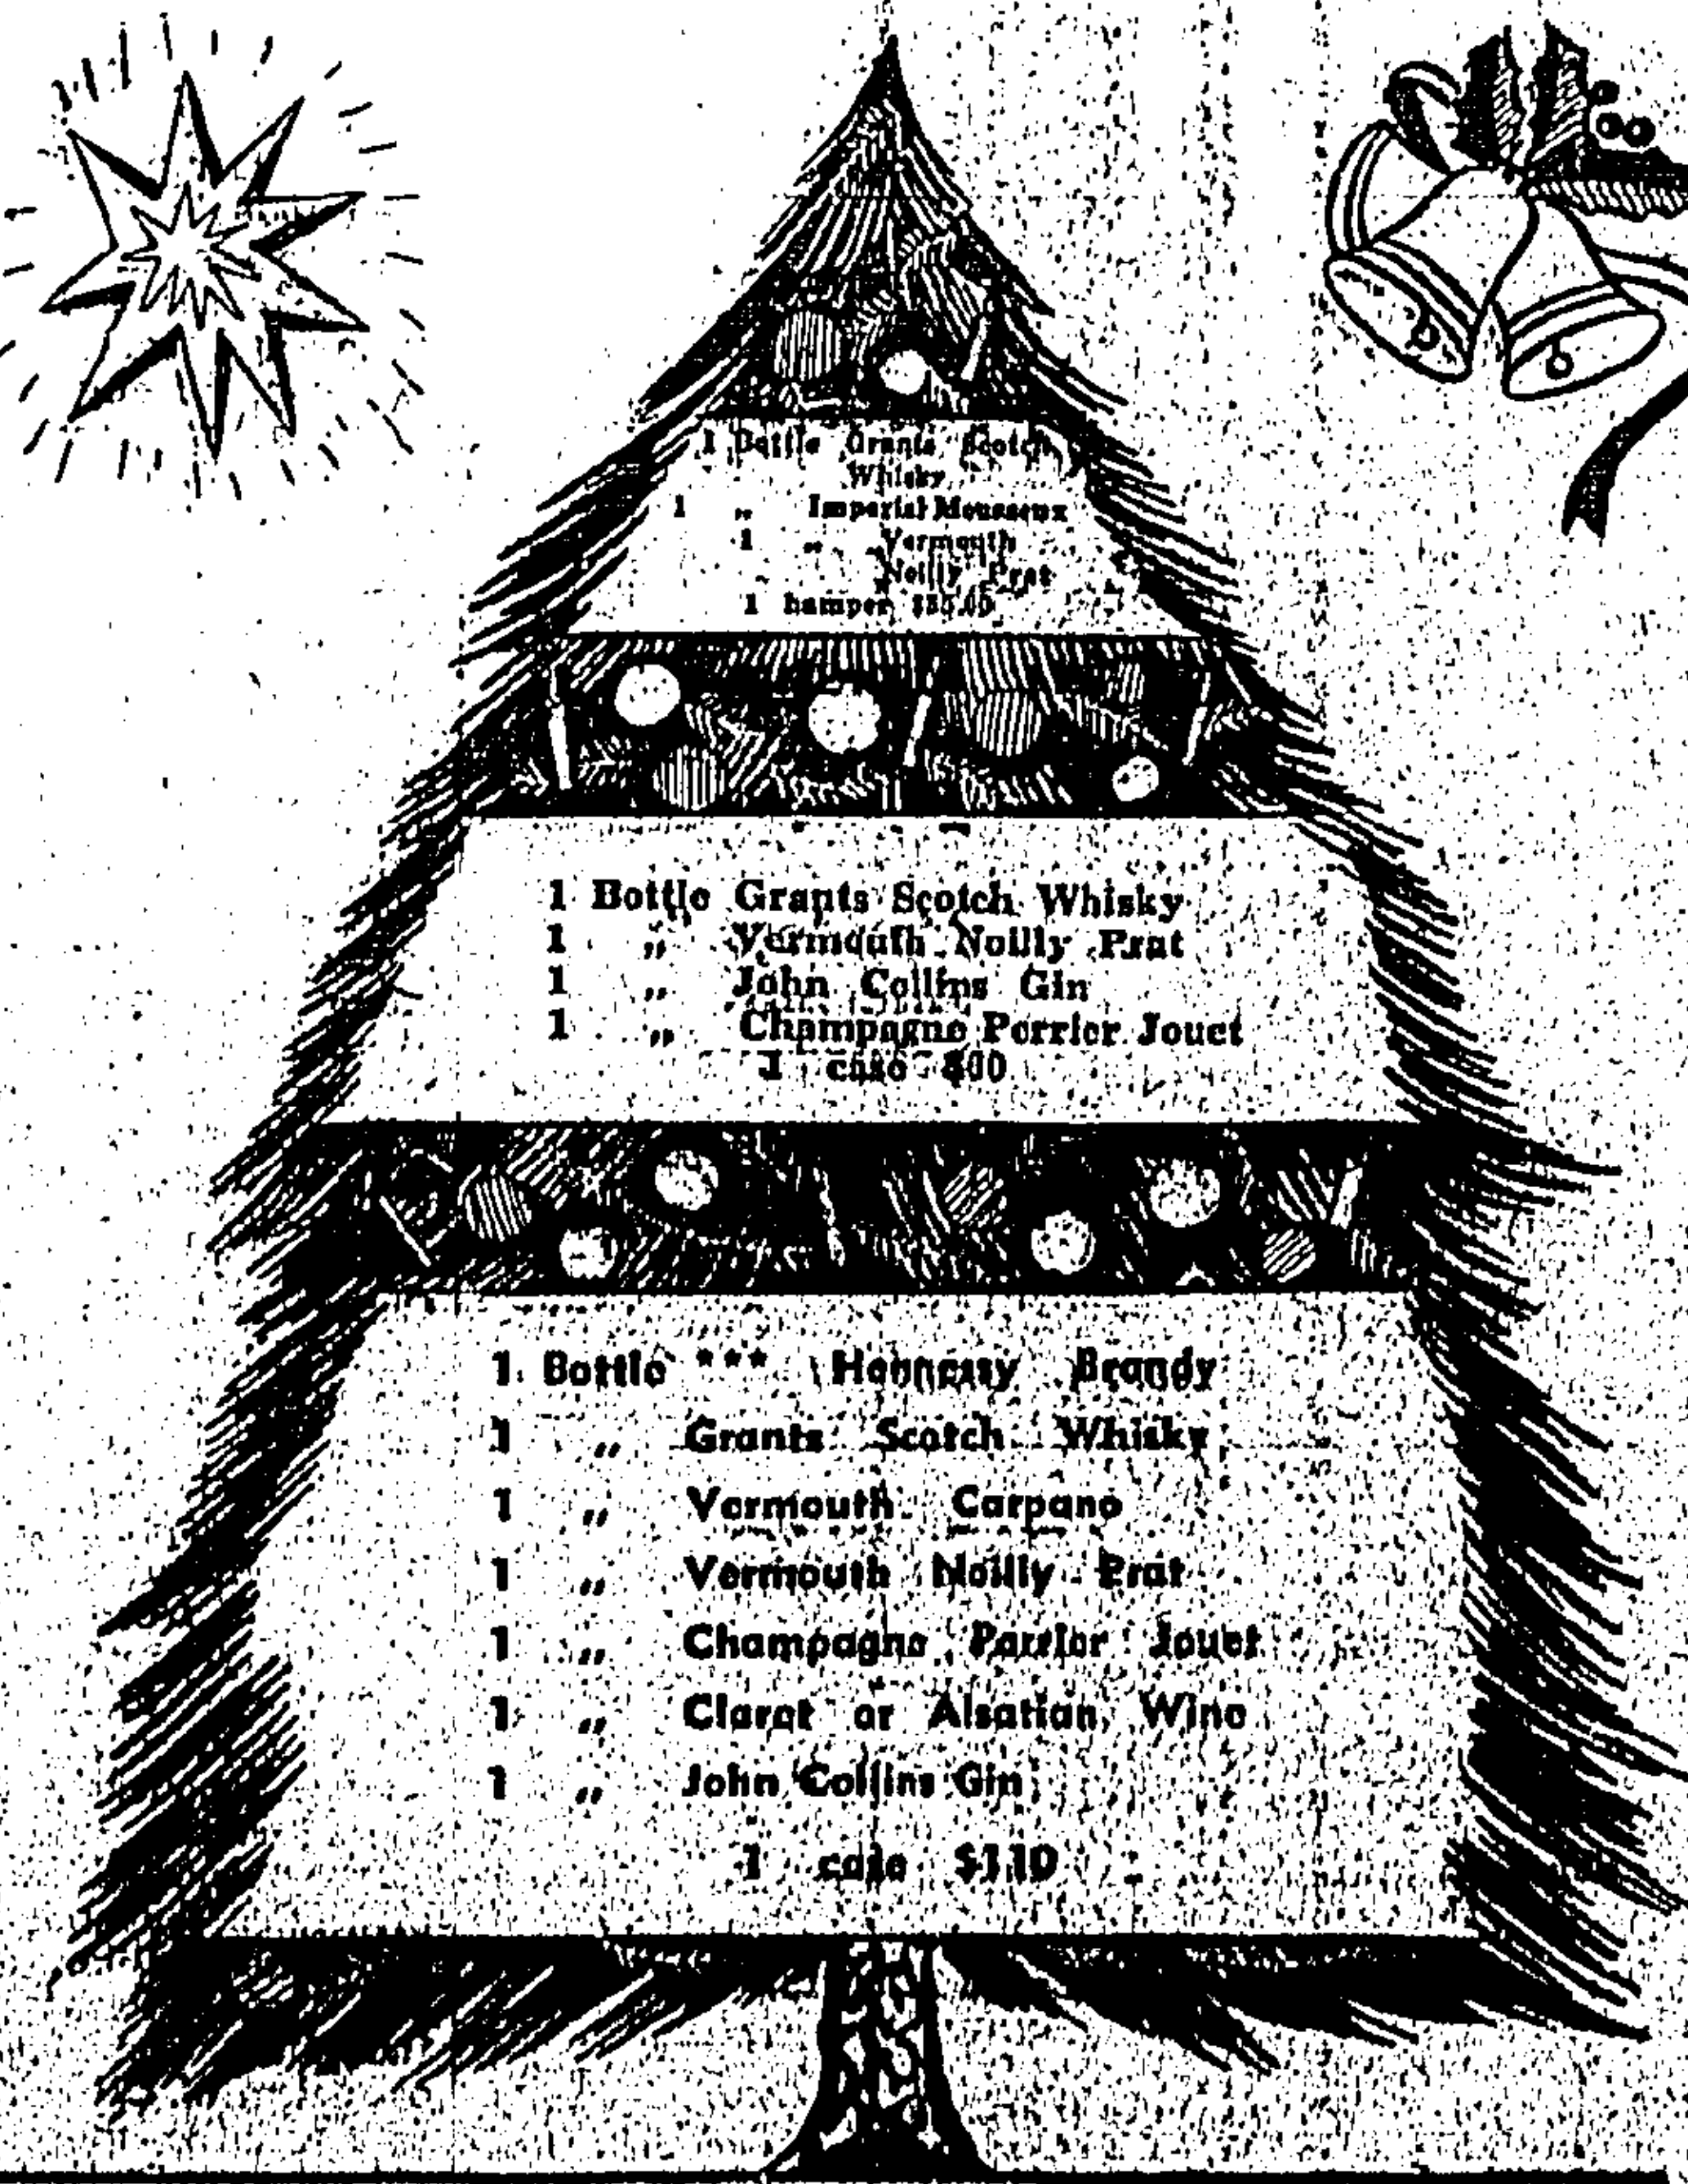 1 Bottle Grants Scotch
Whisky
1 „ Imperial Mousseux
1 „ Vermouth
Noilly Prat
1 hamper
1 Bottle Grants Scotch Whisky
1 „ Vermouth Noilly Prat
1 „ John Collins Gin
1 „ Champagne Perrier Jouet
1 case
1 Bottle *** Hennessy Brandy
1 „ Grants Scotch Whisky
1 „ Vermouth Carpano
1 „ Vermouth Noilly Prat
1 „ Champagne Perrier Jouet
1 „ Claret or Alsatian Wine
1 „ John Collins Gin
1 case $110